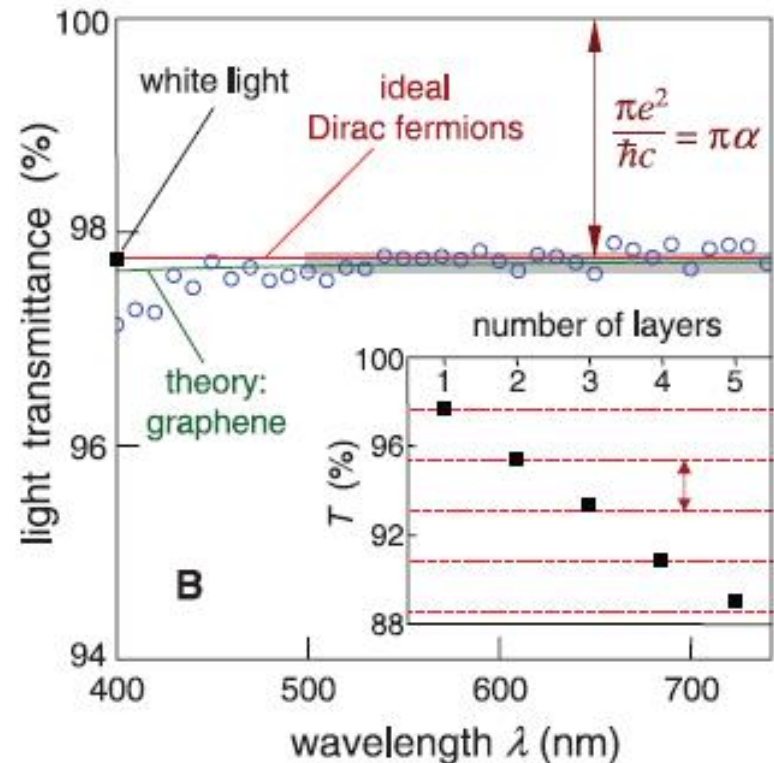 100
white light
ideal
Dirac fermions
πe²/ħc = πα
98
light transmittance (%)
theory:
graphene
96
B
94
400
500
600
700
wavelength λ (nm)
number of layers
100
1
2
3
4
5
96
T (%)
92
88